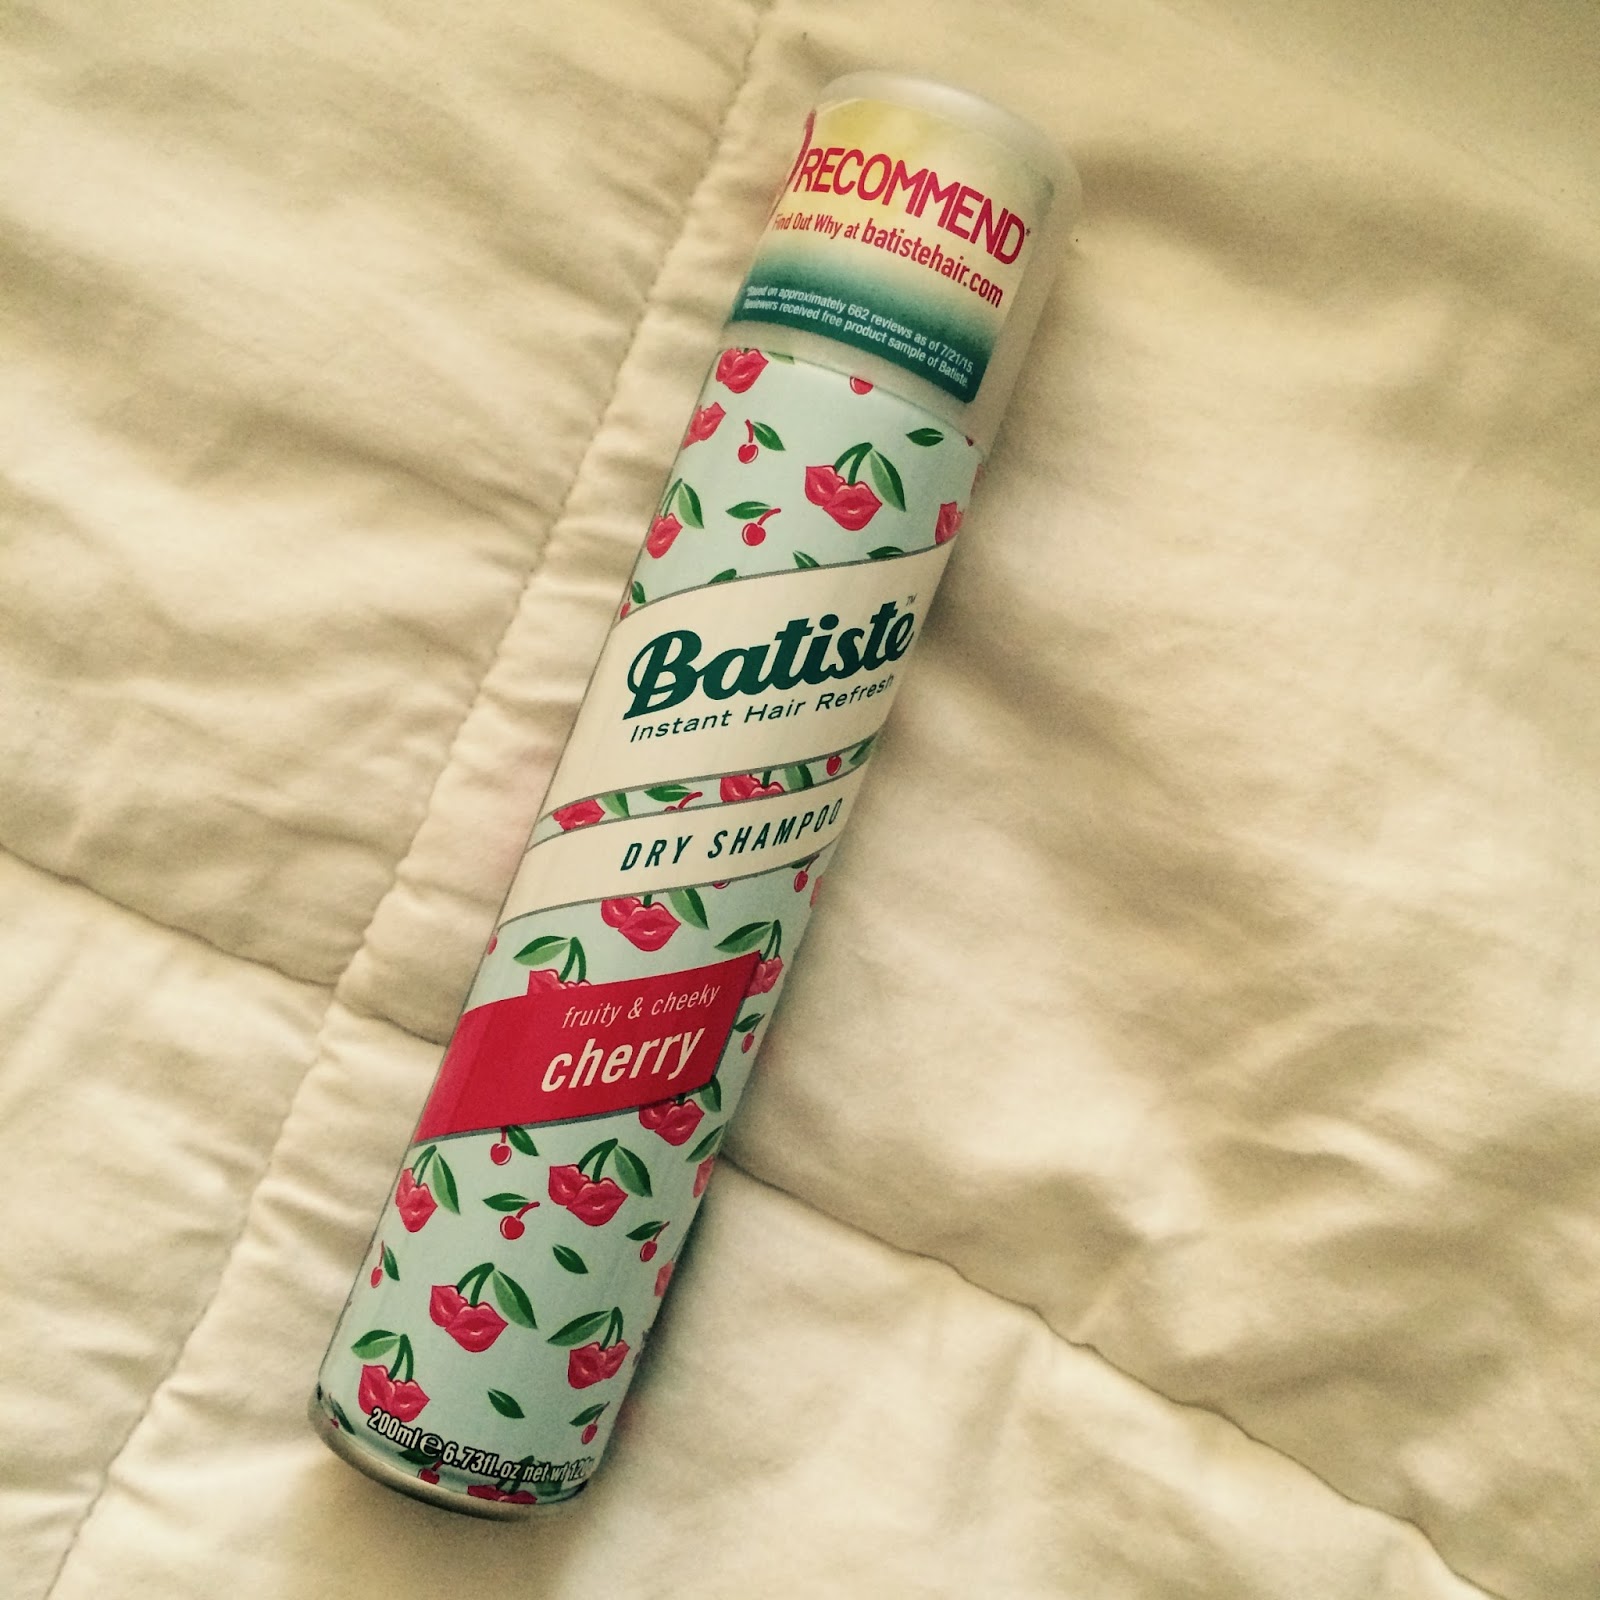 RECOMMEND*
Find Out Why at batistehair.com
*Based on approximately 662 reviews as of 7/21/15.
Reviewers received free product sample of Batiste.
Batiste™
Instant Hair Refresh
DRY SHAMPOO
fruity & cheeky
cherry
200ml ℮ 6.73fl.oz net wt